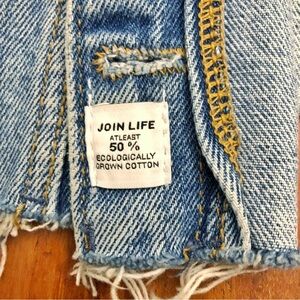 JOIN LIFE
ATLEAST
50 %
ECOLOGICALLY
GROWN COTTON